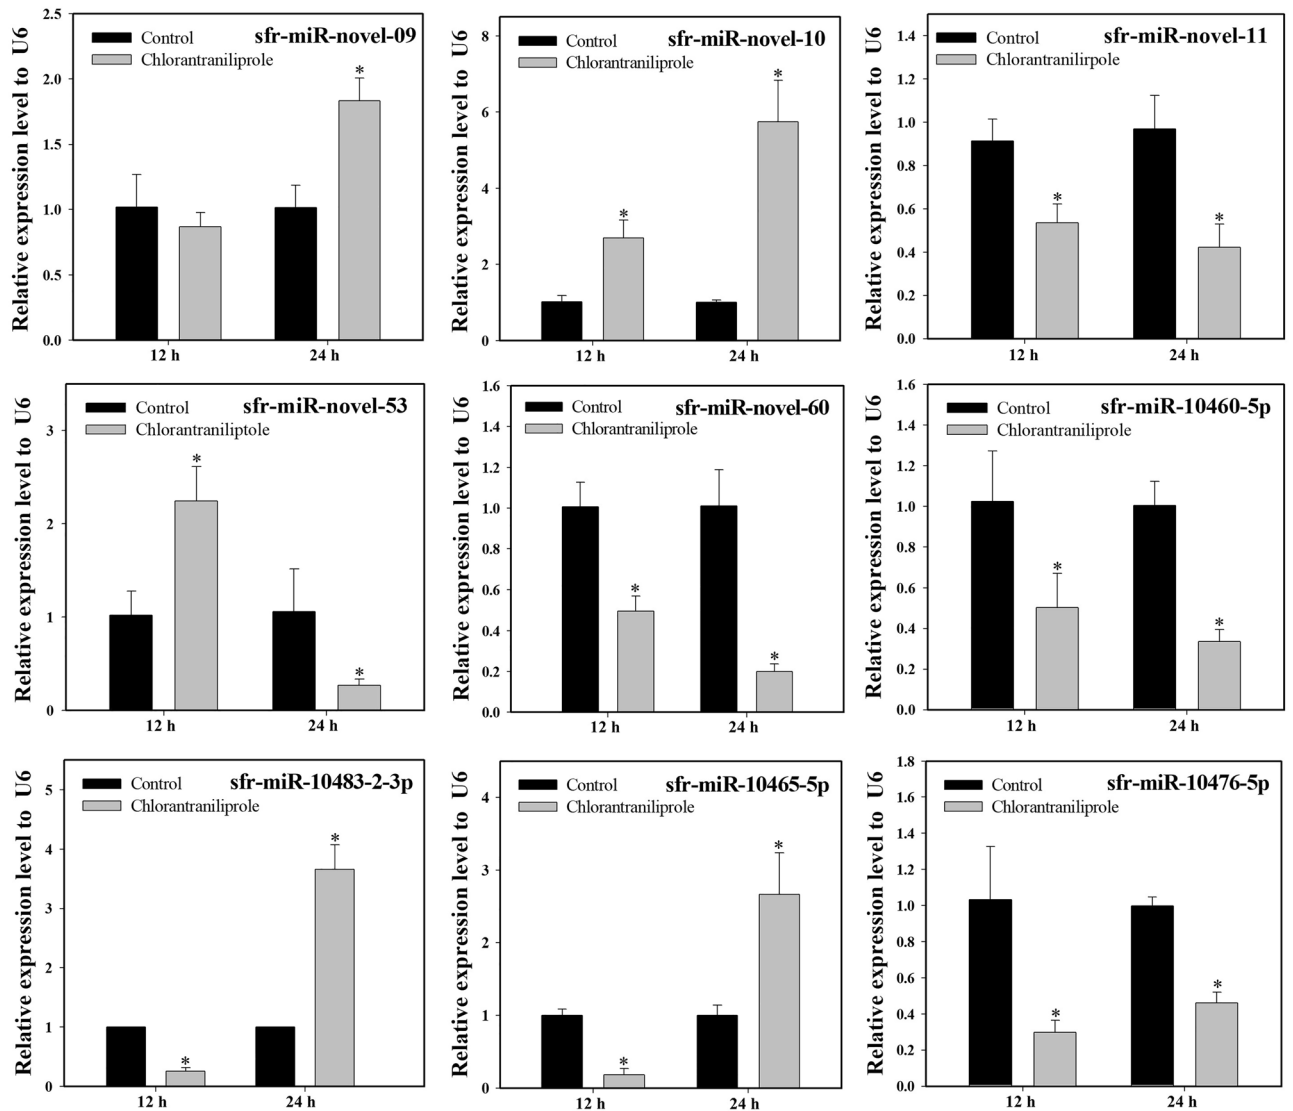 Relative expression level to U6
2.5
2.0
1.5
1.0
0.5
0.0
Control
Chlorantraniliprole
sfr-miR-novel-09
*
12 h
24 h
Relative expression level to U6
8
6
4
2
0
Control
Chlorantraniliprole
sfr-miR-novel-10
*
*
12 h
24 h
Relative expression level to U6
1.4
1.2
1.0
0.8
0.6
0.4
0.2
0.0
Control
Chlorantranilirpole
sfr-miR-novel-11
*
*
12 h
24 h
Relative expression level to U6
3
2
1
0
Control
Chlorantraniliptole
sfr-miR-novel-53
*
*
12 h
24 h
Relative expression level to U6
1.6
1.4
1.2
1.0
0.8
0.6
0.4
0.2
0.0
Control
Chlorantraniliprole
sfr-miR-novel-60
*
*
12 h
24 h
Relative expression level to U6
1.6
1.4
1.2
1.0
0.8
0.6
0.4
0.2
0.0
Control
Chlorantraniliprole
sfr-miR-10460-5p
*
*
12 h
24 h
Relative expression level to U6
5
4
3
2
1
0
Control
Chlorantraniliprole
sfr-miR-10483-2-3p
*
*
12 h
24 h
Relative expression level to U6
4
3
2
1
0
Control
Chlorantraniliprole
sfr-miR-10465-5p
*
*
12 h
24 h
Relative expression level to U6
1.8
1.6
1.4
1.2
1.0
0.8
0.6
0.4
0.2
0.0
Control
Chlorantraniliprole
sfr-miR-10476-5p
*
*
12 h
24 h